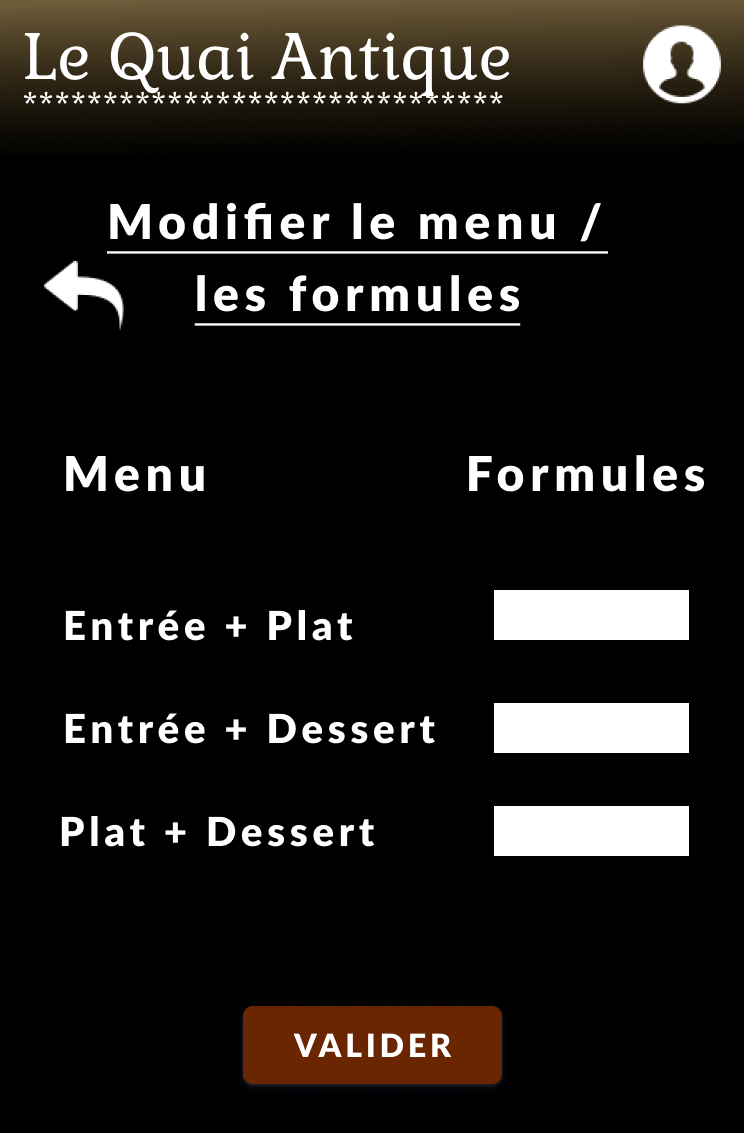 Le Quai Antique
******************************
Modifier le menu /
les formules
Menu Formules
Entrée + Plat
Entrée + Dessert
Plat + Dessert
VALIDER